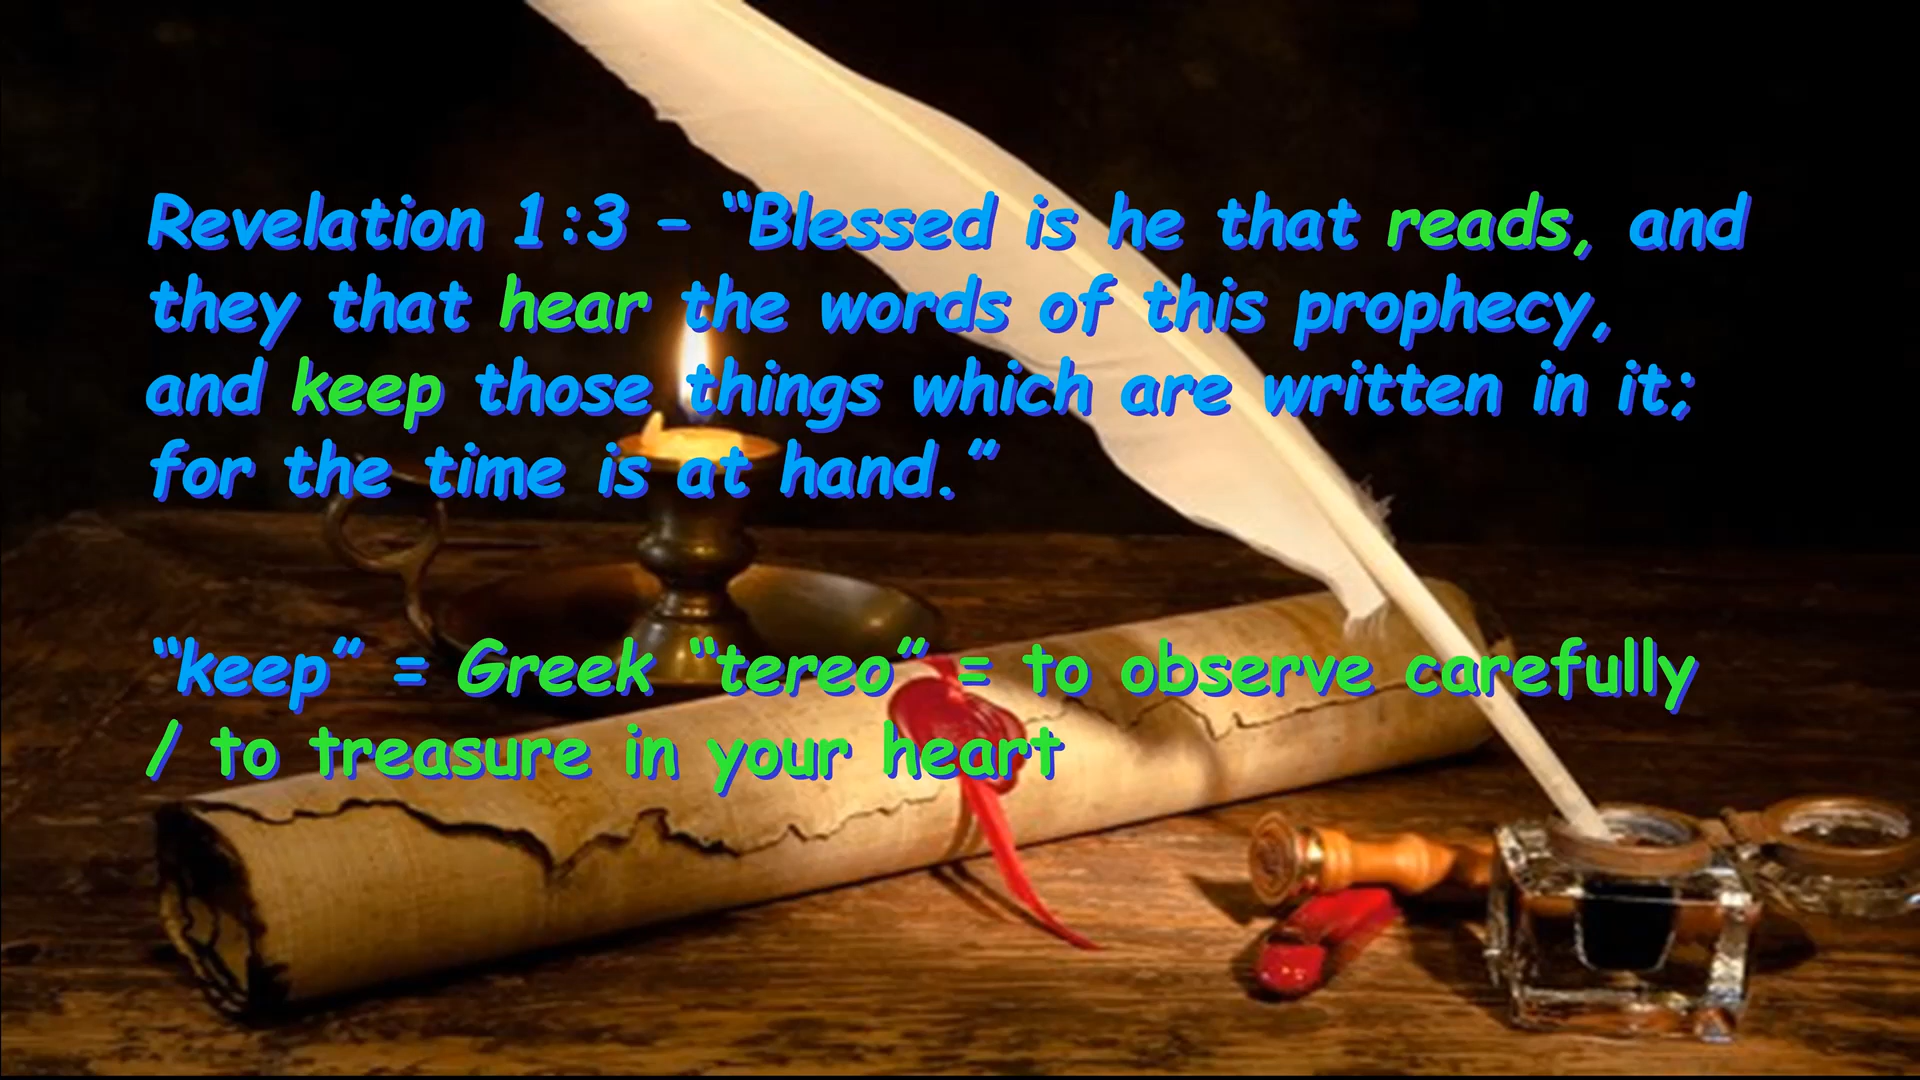 Revelation 1:3 – “Blessed is he that reads, and
they that hear the words of this prophecy,
and keep those things which are written in it;
for the time is at hand.”
“keep” = Greek “tereo” = to observe carefully
/ to treasure in your heart